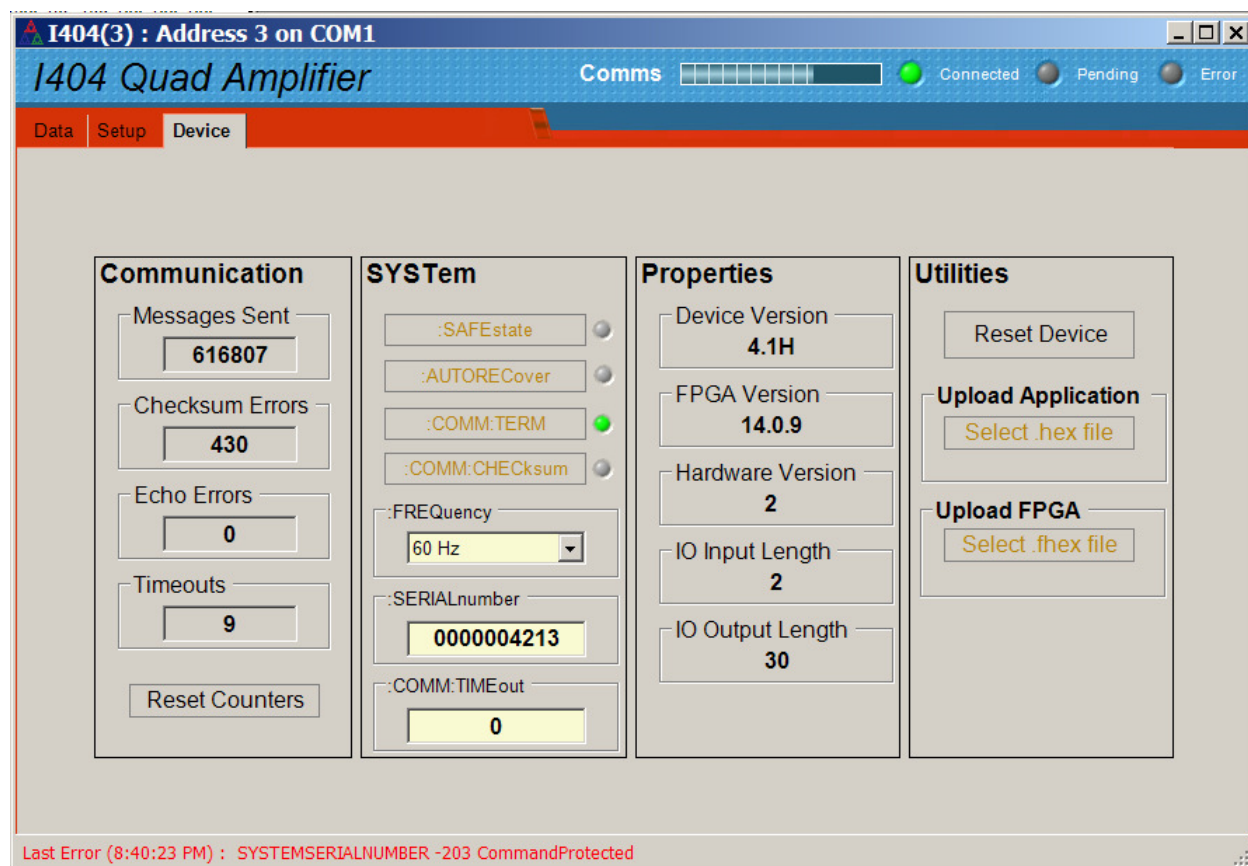 I404(3) : Address 3 on COM1
I404 Quad Amplifier
Comms
Connected
Pending
Error
Data
Setup
Device
Communication
Messages Sent
616807
Checksum Errors
430
Echo Errors
0
Timeouts
9
Reset Counters
SYSTem
:SAFEstate
:AUTORECover
:COMM:TERM
:COMM:CHECksum
:FREQuency
60 Hz
:SERIALnumber
0000004213
:COMM:TIMEout
0
Properties
Device Version
4.1H
FPGA Version
14.0.9
Hardware Version
2
IO Input Length
2
IO Output Length
30
Utilities
Reset Device
Upload Application
Select .hex file
Upload FPGA
Select .fhex file
Last Error (8:40:23 PM) : SYSTEMSERIALNUMBER -203 CommandProtected